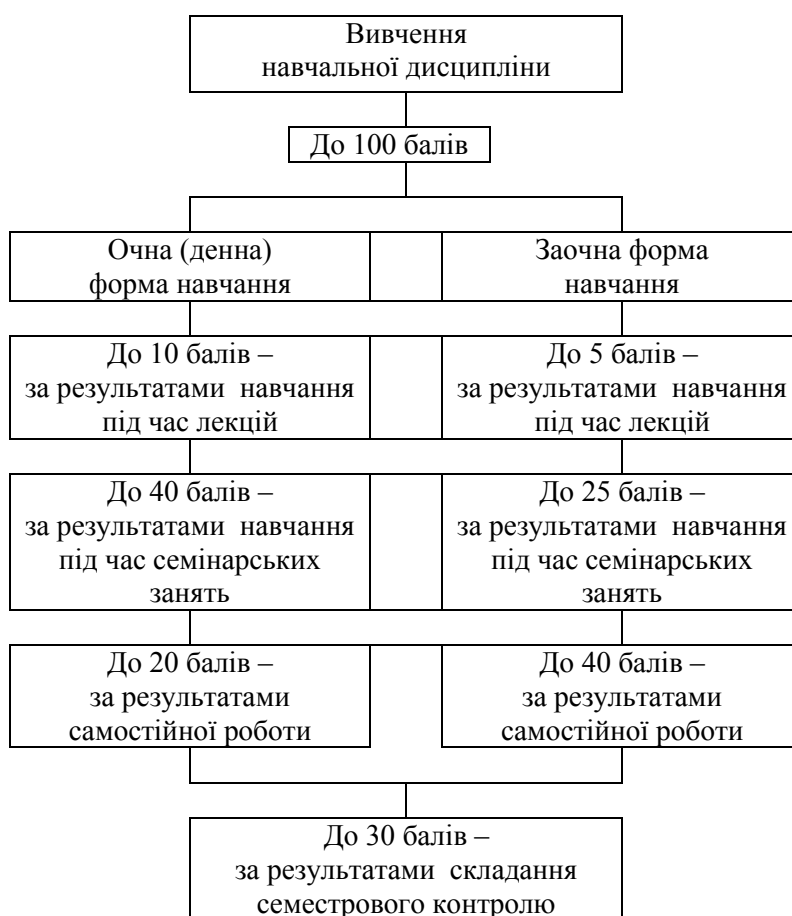 Вивчення
навчальної дисципліни
До 100 балів
Очна (денна)
форма навчання
Заочна форма
навчання
До 10 балів –
за результатами навчання
під час лекцій
До 5 балів –
за результатами навчання
під час лекцій
До 40 балів –
за результатами навчання
під час семінарських
занять
До 25 балів –
за результатами навчання
під час семінарських
занять
До 20 балів –
за результатами
самостійної роботи
До 40 балів –
за результатами
самостійної роботи
До 30 балів –
за результатами складання
семестрового контролю